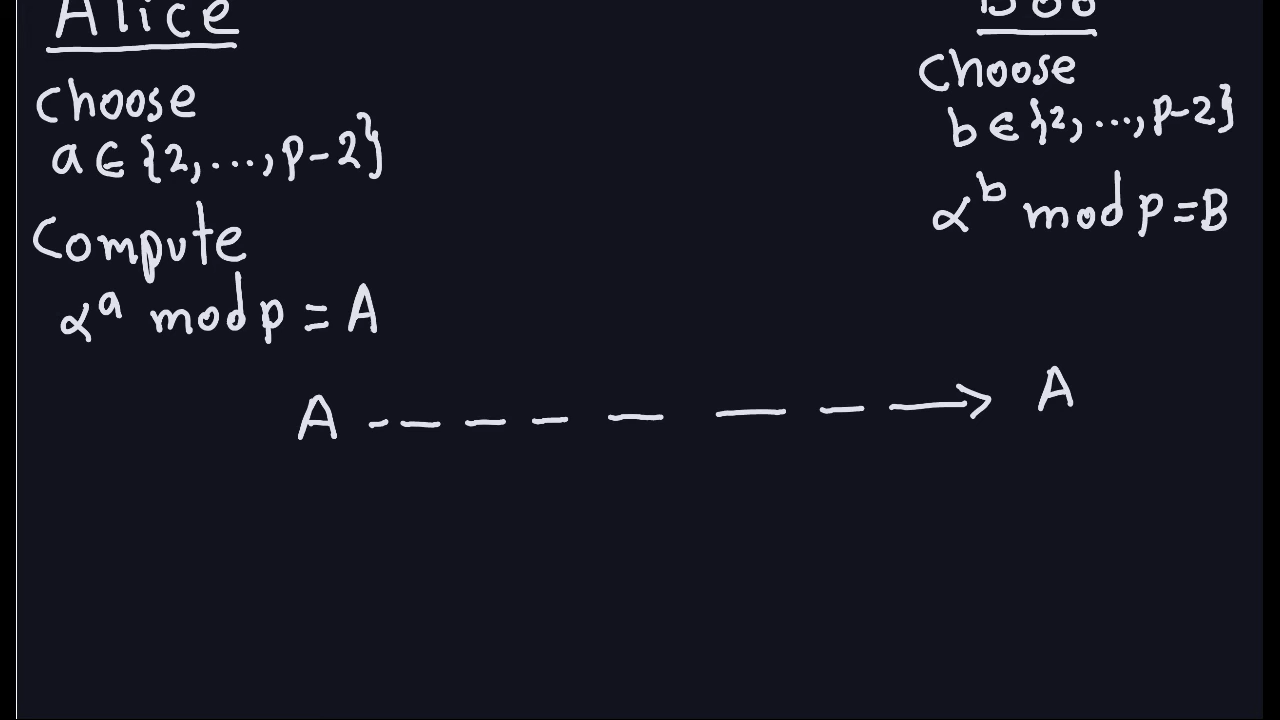 Alice
Choose
a ∈ {2, ..., p-2}
Compute
α^a mod p = A
Bob
Choose
b ∈ {2, ..., p-2}
α^b mod p = B
A -------> A